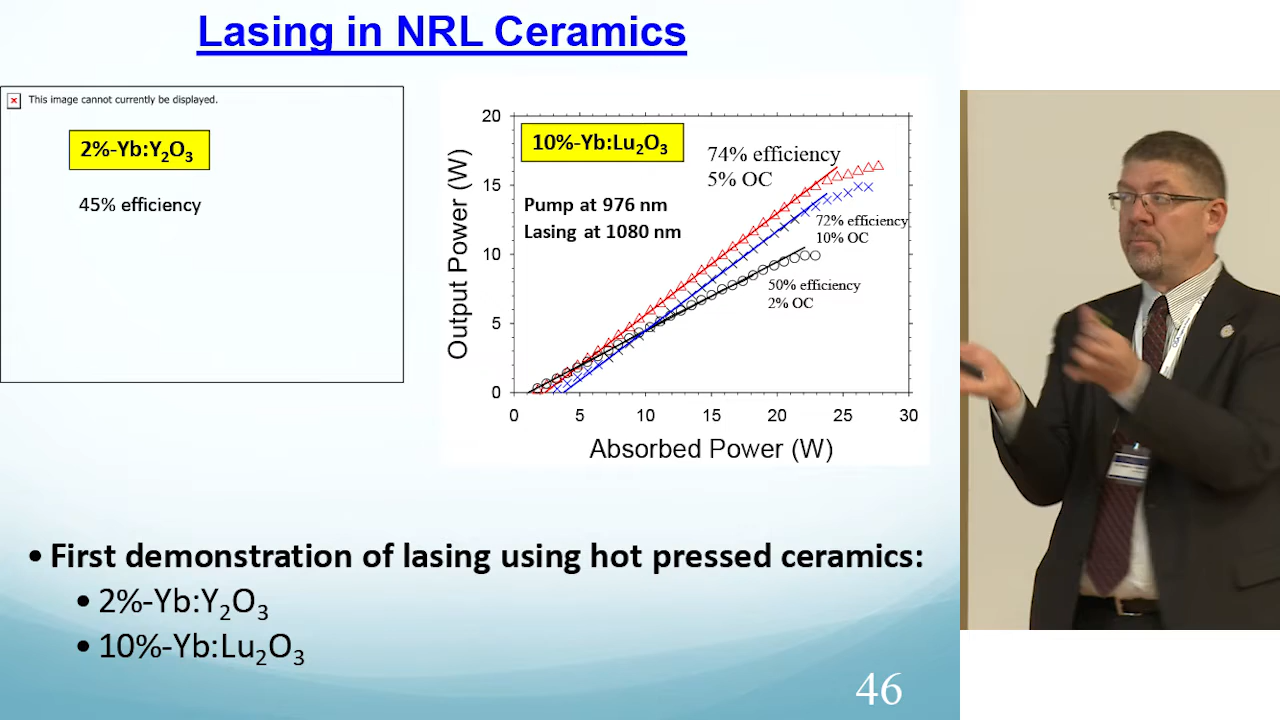 Lasing in NRL Ceramics
This image cannot currently be displayed.
2%-Yb:Y₂O₃
45% efficiency
20
15
10
5
0
Output Power (W)
10%-Yb:Lu₂O₃
74% efficiency
5% OC
Pump at 976 nm
Lasing at 1080 nm
72% efficiency
10% OC
50% efficiency
2% OC
0 5 10 15 20 25 30
Absorbed Power (W)
• First demonstration of lasing using hot pressed ceramics:
• 2%-Yb:Y₂O₃
• 10%-Yb:Lu₂O₃
46